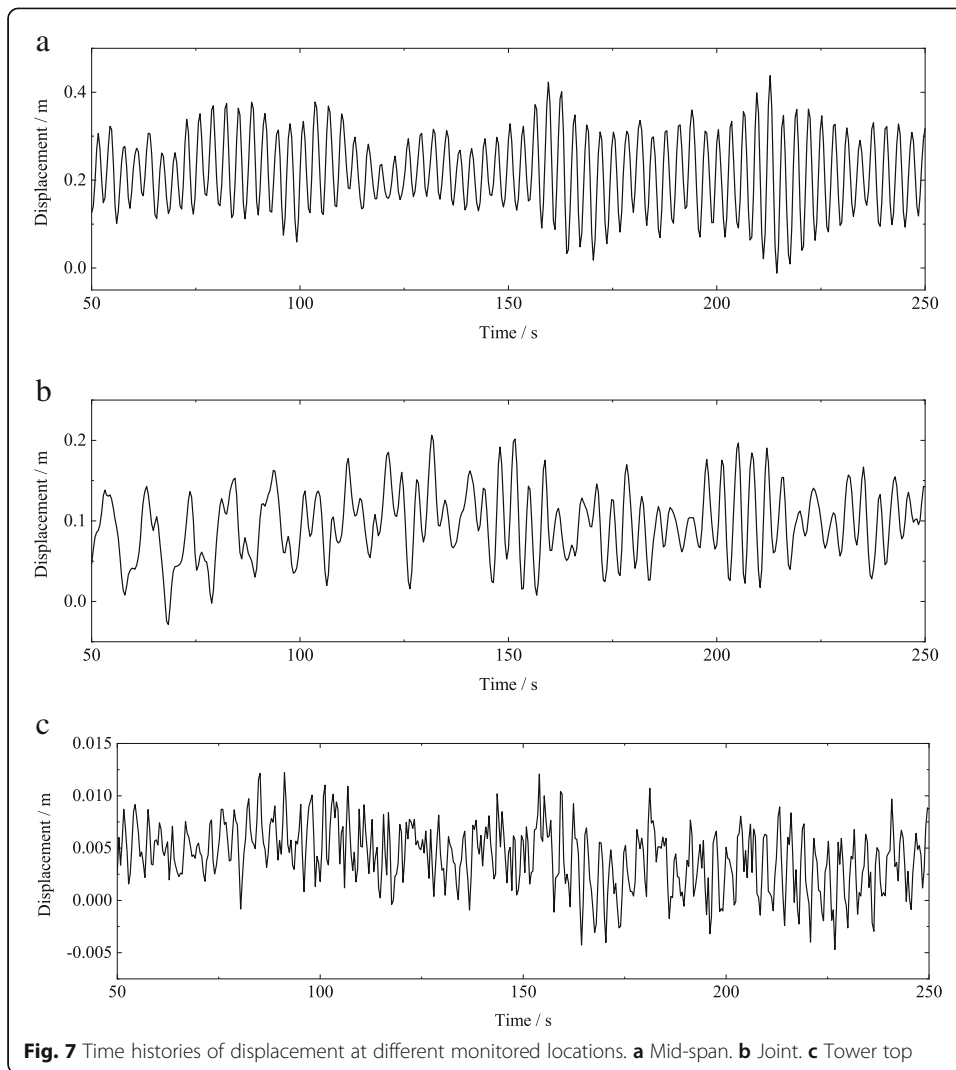 a
0.4
0.2
0.0
Displacement / m
50 100 150 200 250
Time / s
b
0.2
0.1
0.0
Displacement / m
50 100 150 200 250
Time / s
c
0.015
0.010
0.005
0.000
-0.005
Displacement / m
50 100 150 200 250
Time / s
Fig. 7 Time histories of displacement at different monitored locations. a Mid-span. b Joint. c Tower top